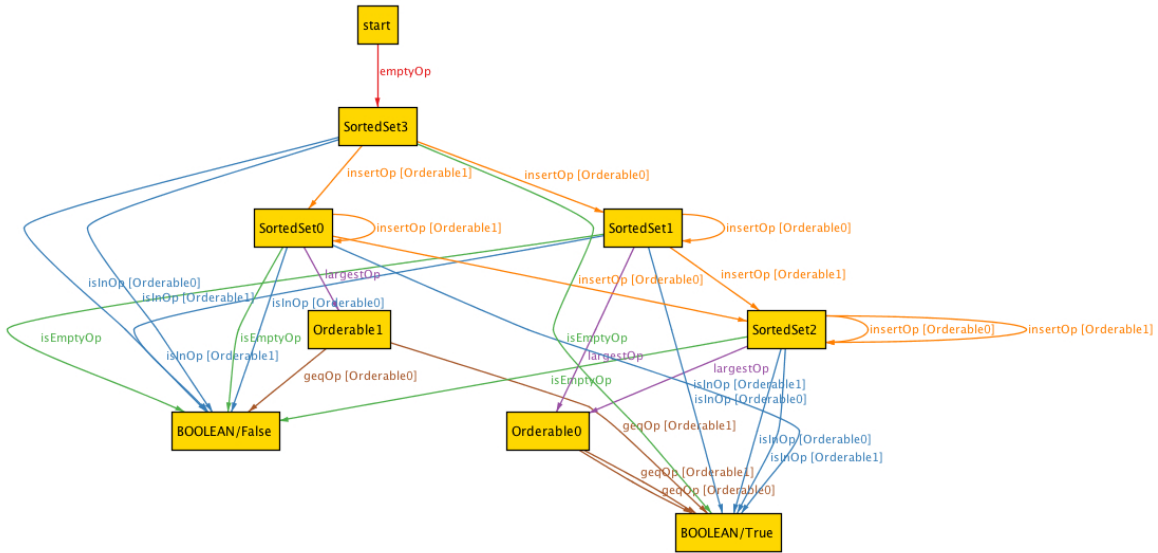 start
emptyOp
SortedSet3
insertOp [Orderable1]
insertOp [Orderable0]
SortedSet0
insertOp [Orderable1]
SortedSet1
insertOp [Orderable0]
isInOp [Orderable0]
largestOp
insertOp [Orderable0]
insertOp [Orderable1]
isInOp [Orderable1]
isInOp [Orderable0]
Orderable1
SortedSet2
insertOp [Orderable0]
insertOp [Orderable1]
isEmptyOp
isEmptyOp
isEmptyOp
isInOp [Orderable1]
largestOp
geqOp [Orderable0]
isEmptyOp
largestOp
isInOp [Orderable1]
isInOp [Orderable0]
BOOLEAN/False
Orderable0
geqOp [Orderable1]
isInOp [Orderable0]
isInOp [Orderable1]
geqOp [Orderable1]
geqOp [Orderable0]
BOOLEAN/True